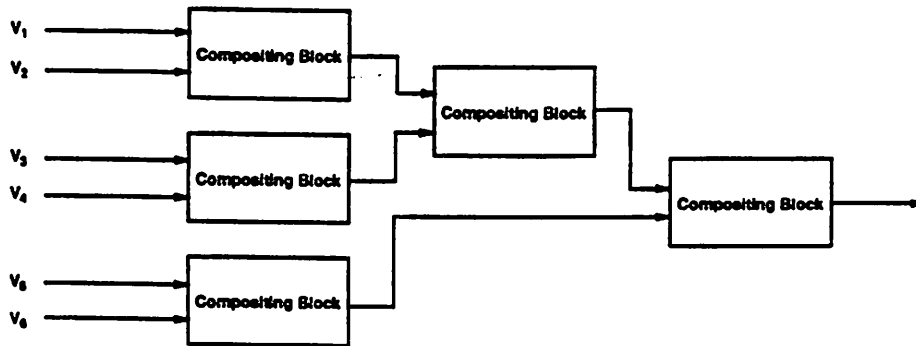 V₁
V₂
Compositing Block
Compositing Block
V₃
V₄
Compositing Block
Compositing Block
V₅
V₆
Compositing Block